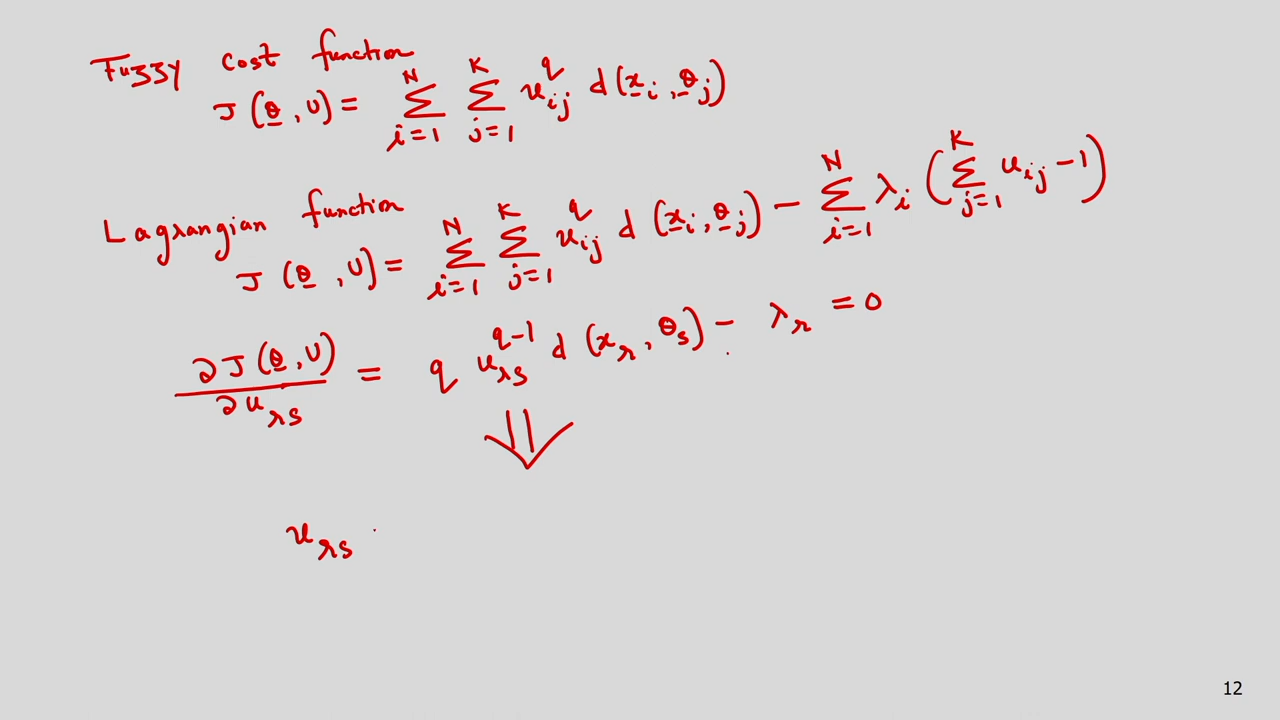 Fuzzy cost function
J (θ, U) = Σ_{i=1}^{N} Σ_{j=1}^{K} u_{ij}^{q} d(x_i, θ_j)
Lagrangian function
J (θ, U) = Σ_{i=1}^{N} Σ_{j=1}^{K} u_{ij}^{q} d(x_i, θ_j) − Σ_{i=1}^{N} λ_i (Σ_{j=1}^{K} u_{ij} − 1)
∂J (θ, U) / ∂u_{rs} = q u_{rs}^{q−1} d (x_r, θ_s) − λ_r = 0
⇓
u_{rs}
12